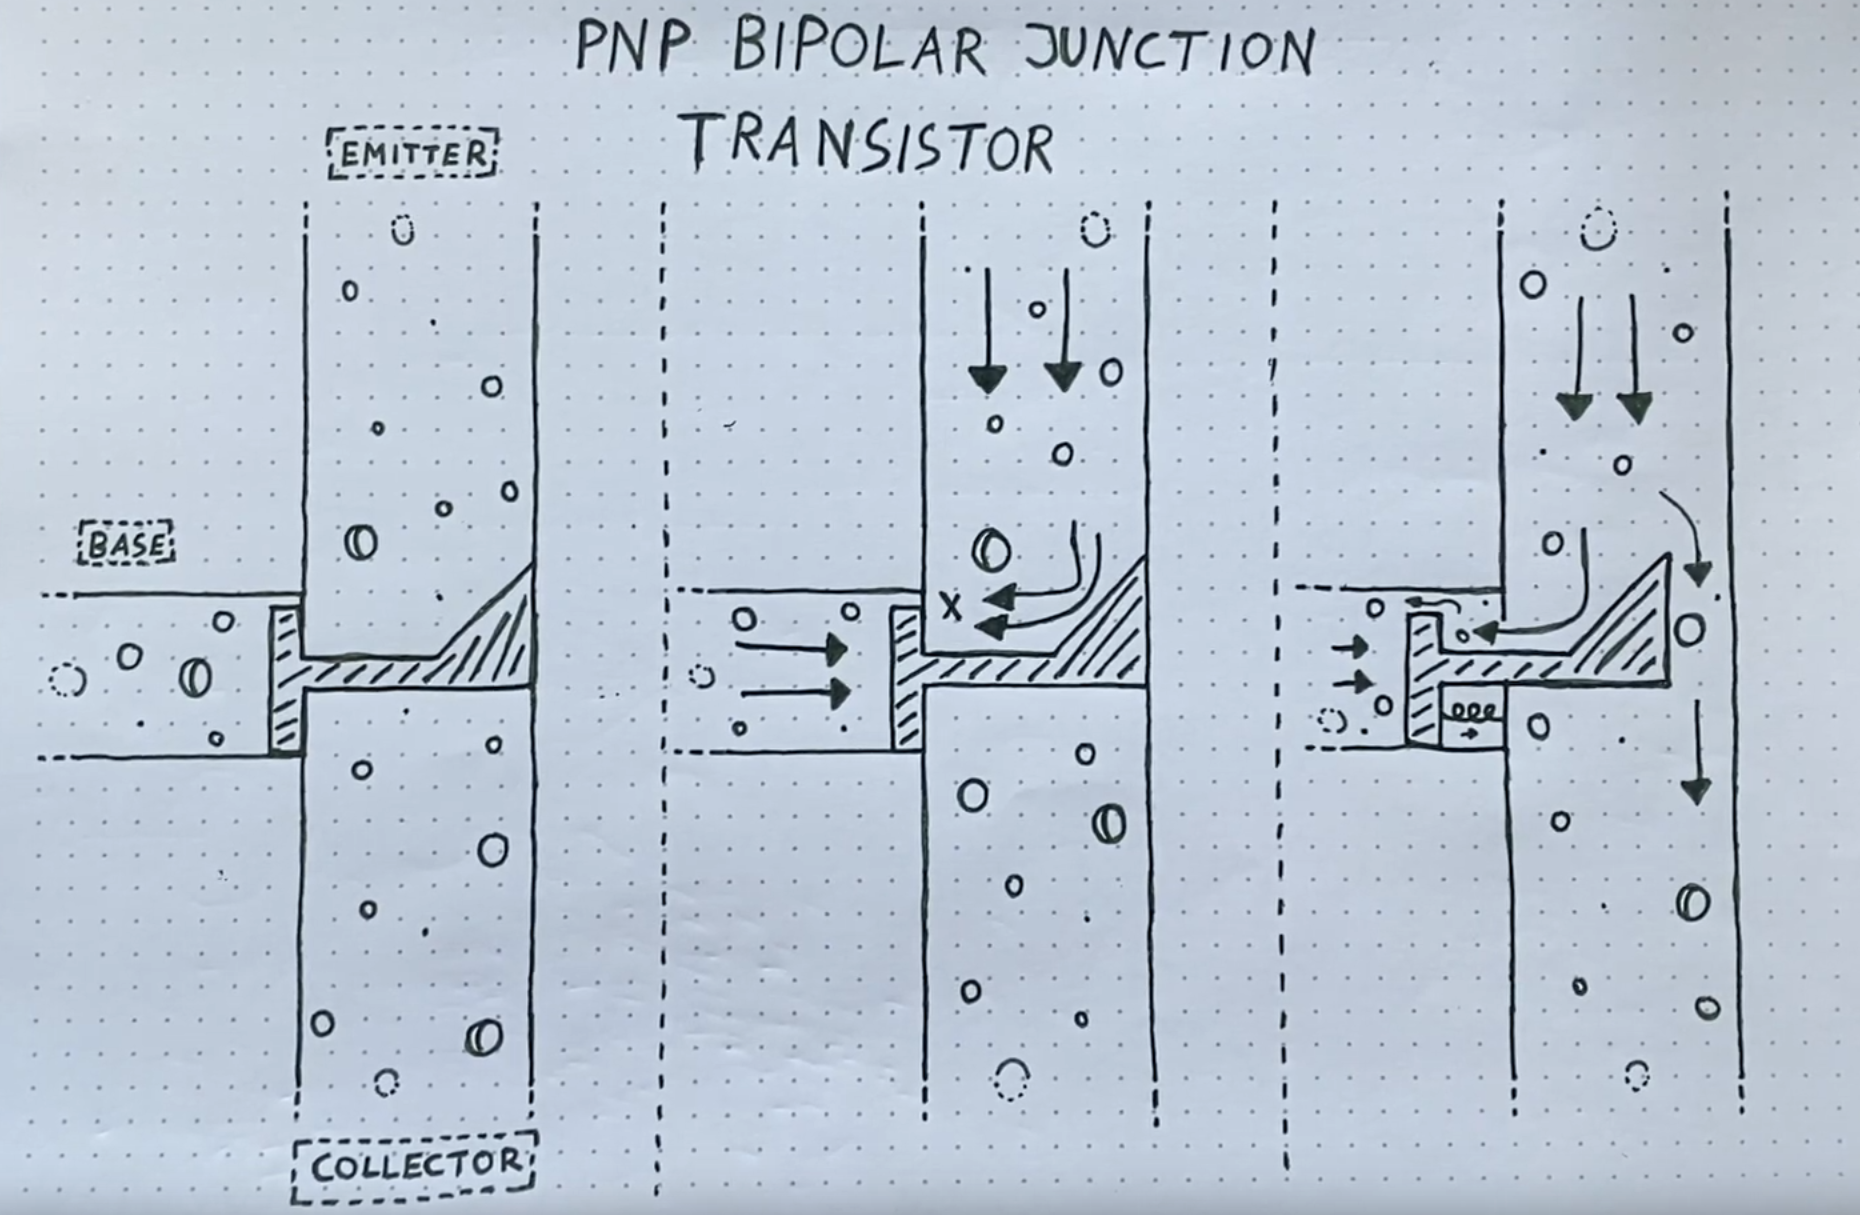 PNP BIPOLAR JUNCTION
TRANSISTOR
EMITTER
BASE
X
COLLECTOR